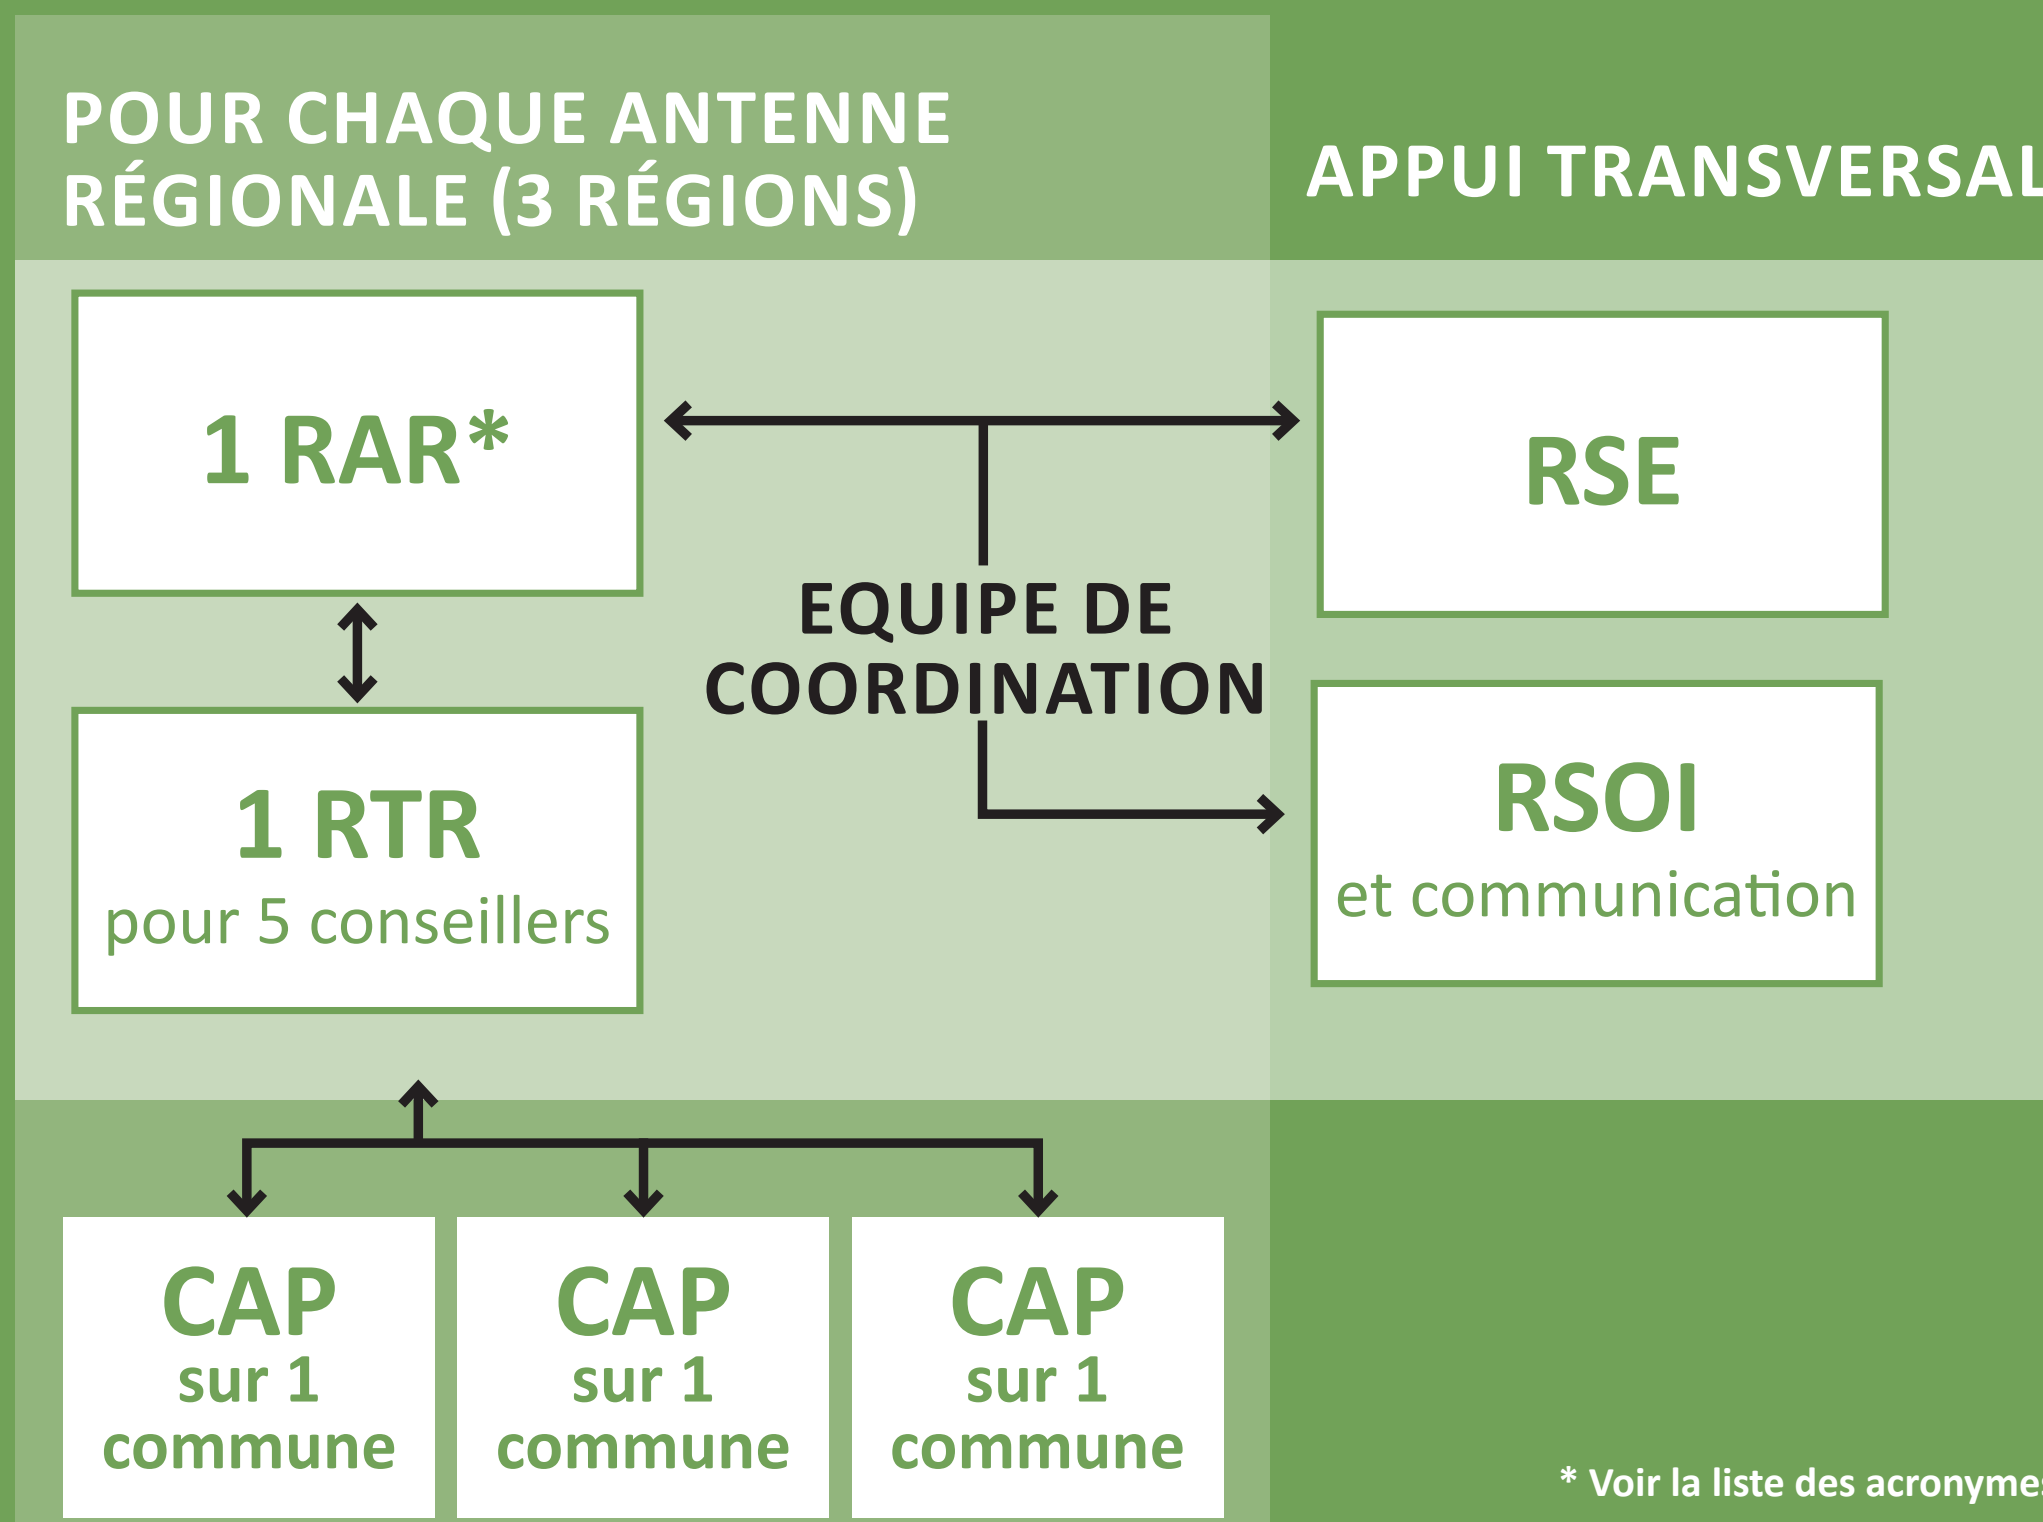 POUR CHAQUE ANTENNE
RÉGIONALE (3 RÉGIONS)
APPUI TRANSVERSAL
1 RAR*
RSE
EQUIPE DE
COORDINATION
1 RTR
pour 5 conseillers
RSOI
et communication
CAP
sur 1
commune
CAP
sur 1
commune
CAP
sur 1
commune
* Voir la liste des acronymes